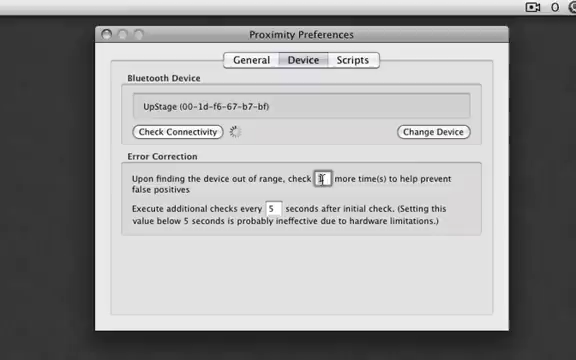 Proximity Preferences
General Device Scripts
Bluetooth Device
UpStage (00-1d-f6-67-b7-bf)
Check Connectivity Change Device
Error Correction
Upon finding the device out of range, check more time(s) to help prevent
false positives
Execute additional checks every 5 seconds after initial check. (Setting this
value below 5 seconds is probably ineffective due to hardware limitations.)